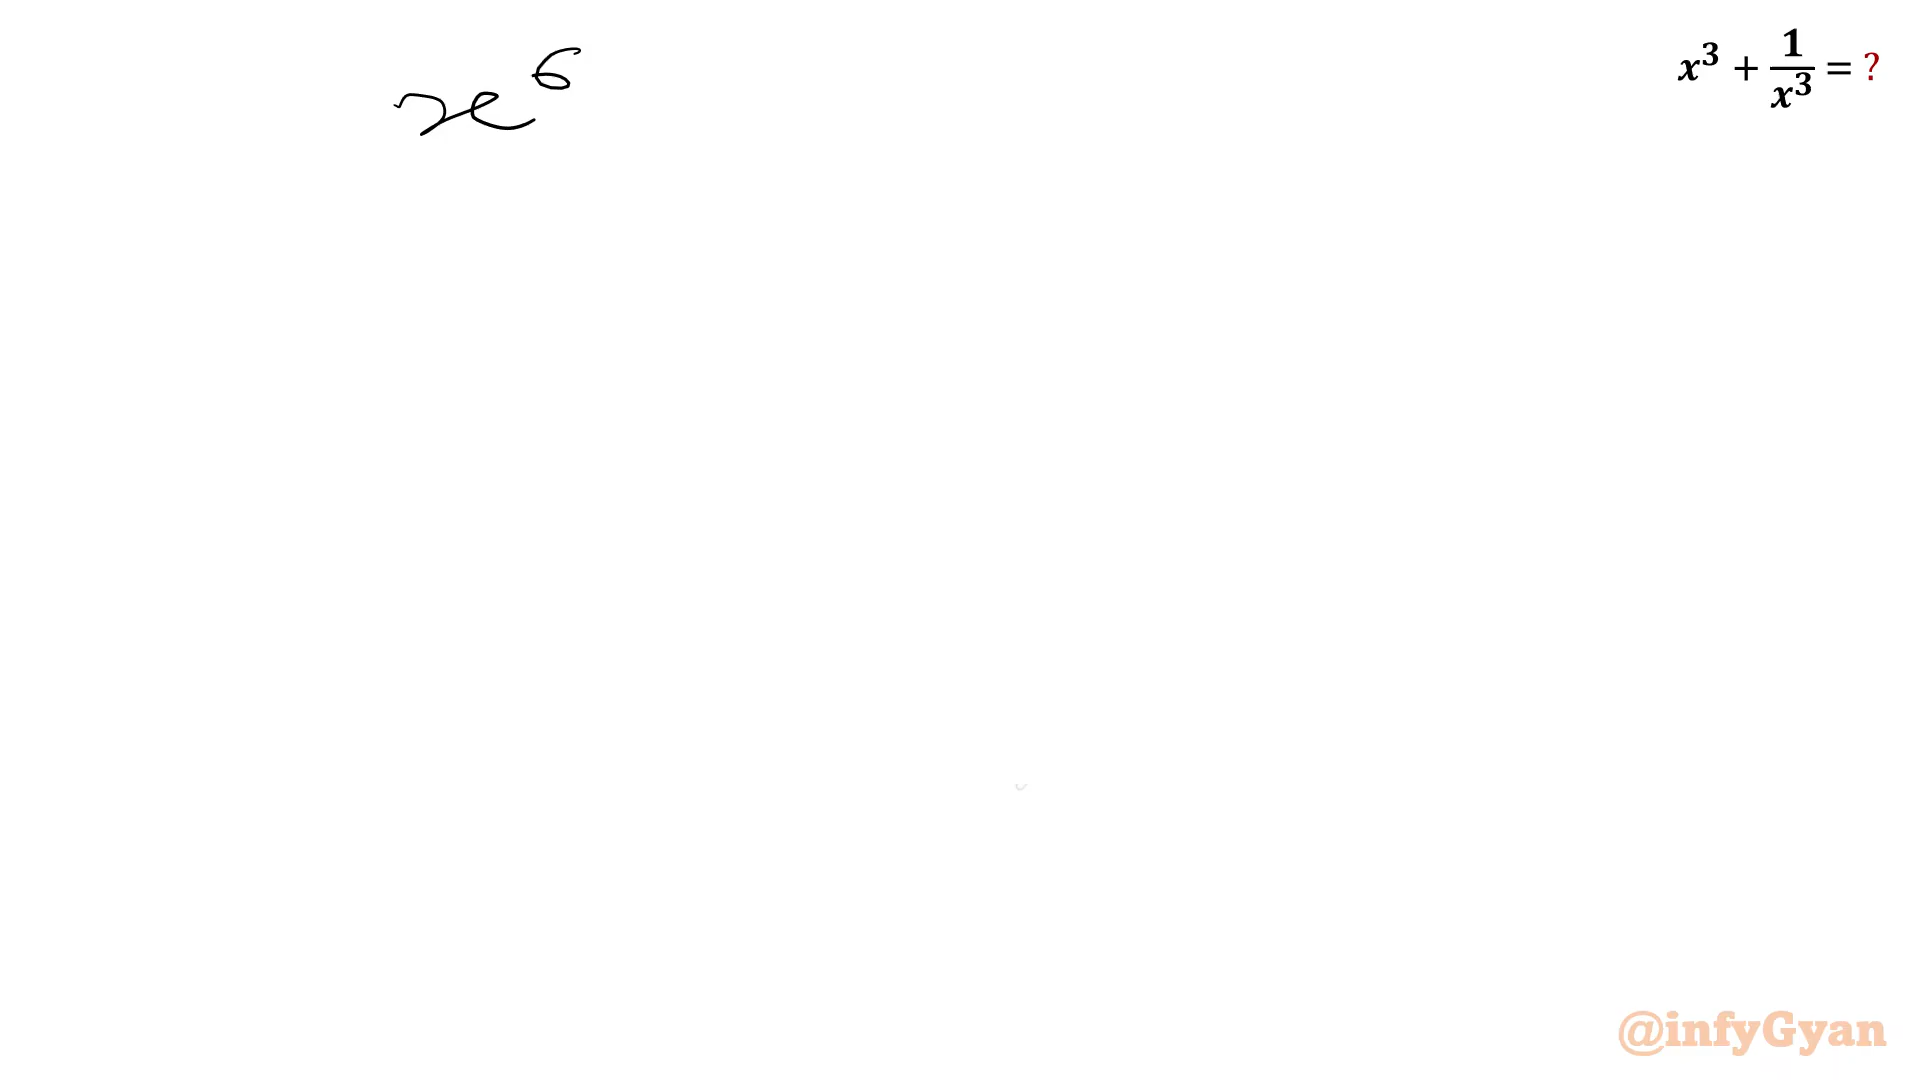 x⁶
x³ + 1/x³ = ?
@infyGyan